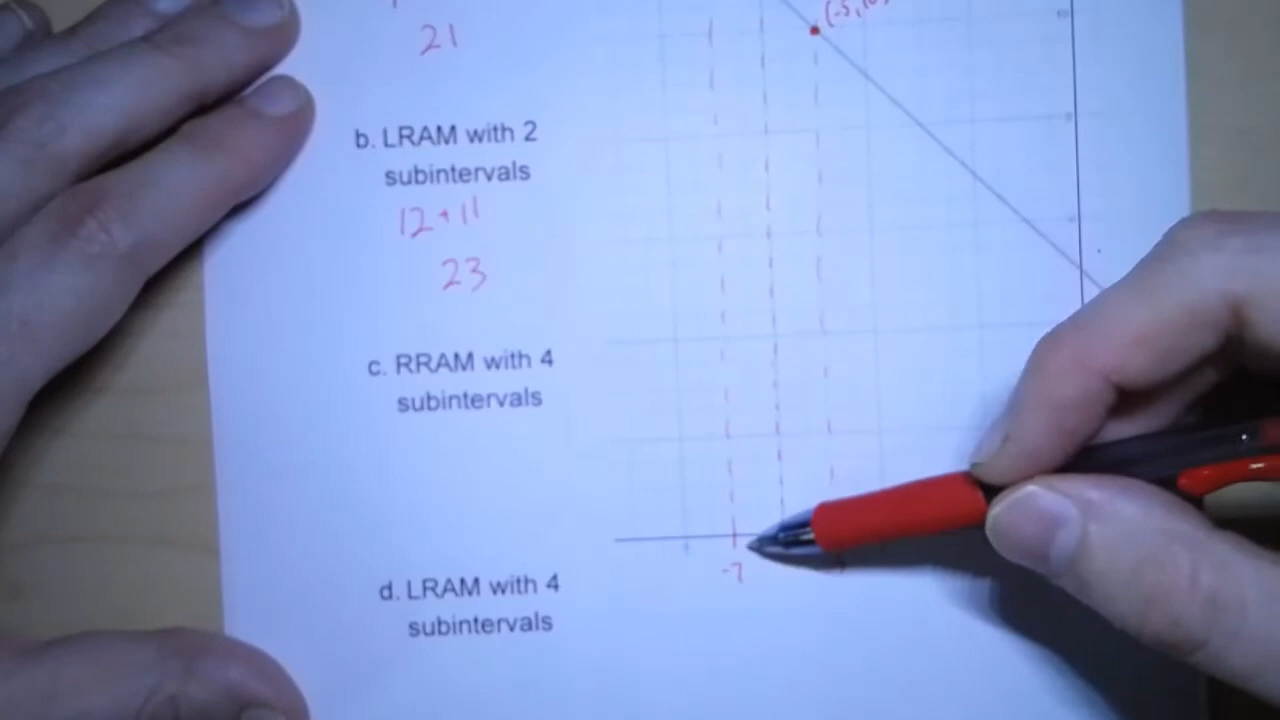 21
b. LRAM with 2
subintervals
12+11
23
c. RRAM with 4
subintervals
d. LRAM with 4
subintervals
-7